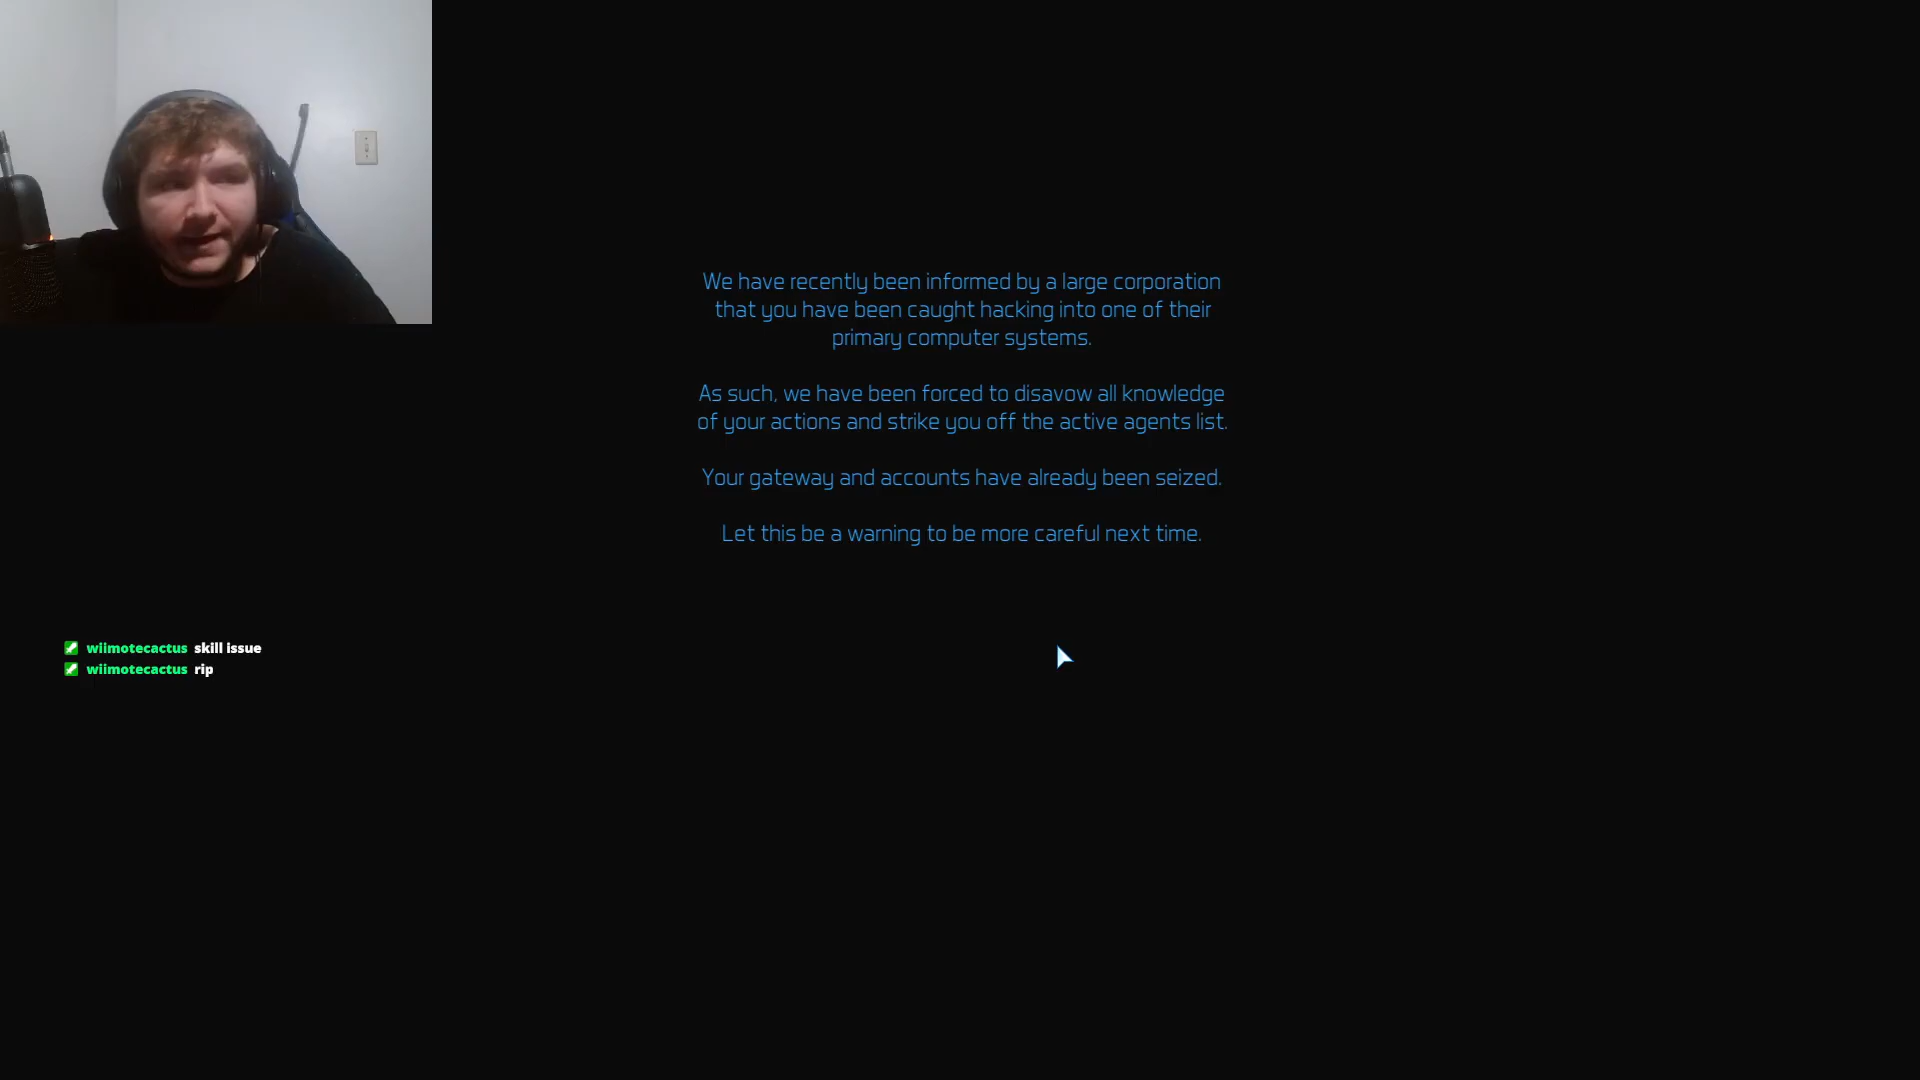 We have recently been informed by a large corporation
that you have been caught hacking into one of their
primary computer systems.
As such, we have been forced to disavow all knowledge
of your actions and strike you off the active agents list.
Your gateway and accounts have already been seized.
Let this be a warning to be more careful next time.
wiimotecactus skill issue
wiimotecactus rip